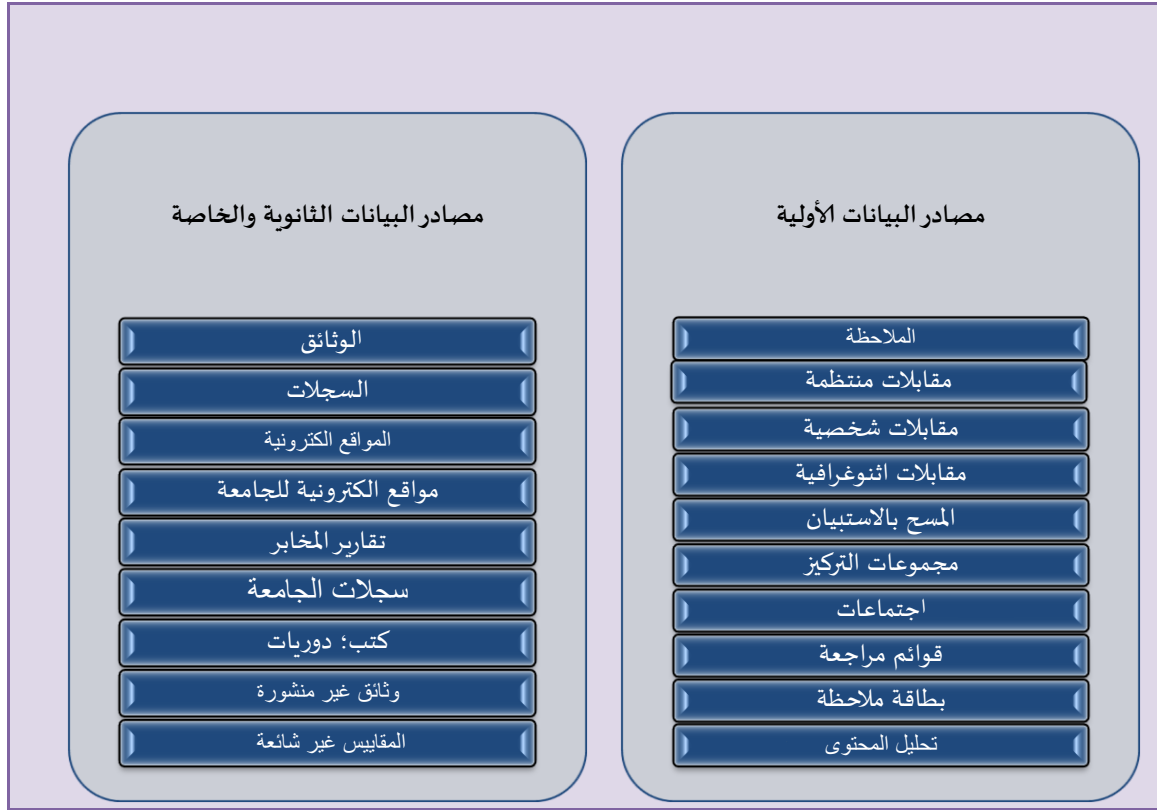 مصادر البيانات الأولية
الملاحظة
مقابلات منتظمة
مقابلات شخصية
مقابلات اثنوغرافية
المسح بالاستبيان
مجموعات التركيز
اجتماعات
قوائم مراجعة
بطاقة ملاحظة
تحليل المحتوى
مصادر البيانات الثانوية والخاصة
الوثائق
السجلات
المواقع الكترونية
مواقع الكترونية للجامعة
تقارير المخابر
سجلات الجامعة
كتب؛ دوريات
وثائق غير منشورة
المقاييس غير شائعة